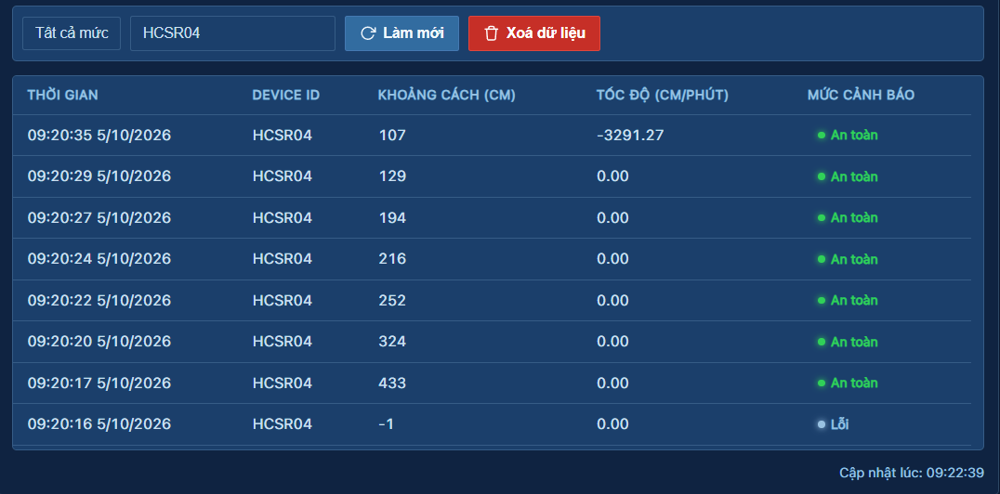 Tất cả mức HCSR04 Làm mới Xoá dữ liệu
THỜI GIAN DEVICE ID KHOẢNG CÁCH (CM) TỐC ĐỘ (CM/PHÚT) MỨC CẢNH BÁO
09:20:35 5/10/2026 HCSR04 107 -3291.27 An toàn
09:20:29 5/10/2026 HCSR04 129 0.00 An toàn
09:20:27 5/10/2026 HCSR04 194 0.00 An toàn
09:20:24 5/10/2026 HCSR04 216 0.00 An toàn
09:20:22 5/10/2026 HCSR04 252 0.00 An toàn
09:20:20 5/10/2026 HCSR04 324 0.00 An toàn
09:20:17 5/10/2026 HCSR04 433 0.00 An toàn
09:20:16 5/10/2026 HCSR04 -1 0.00 Lỗi
Cập nhật lúc: 09:22:39